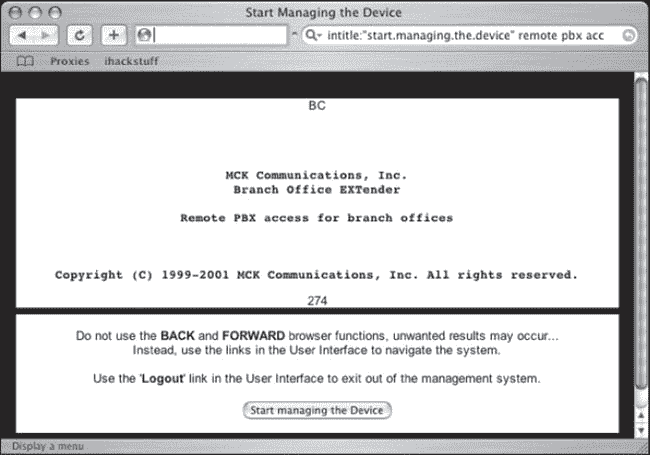 Start Managing the Device
intitle:"start.managing.the.device" remote pbx acc
Proxies ihackstuff
BC
MCK Communications, Inc.
Branch Office EXTender
Remote PBX access for branch offices
Copyright (C) 1999-2001 MCK Communications, Inc. All rights reserved.
274
Do not use the BACK and FORWARD browser functions, unwanted results may occur...
Instead, use the links in the User Interface to navigate the system.
Use the 'Logout' link in the User Interface to exit out of the management system.
Start managing the Device
Display a menu